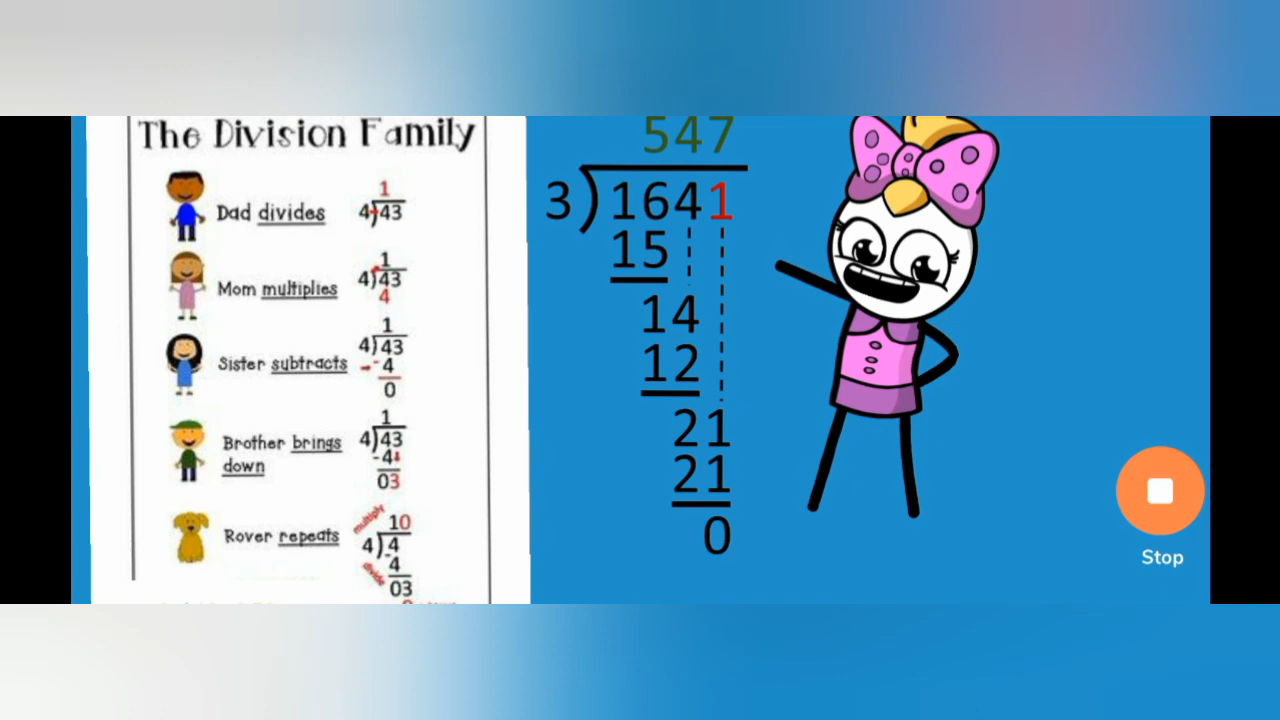 The Division Family
Dad divides
1
4)43
Mom multiplies
1
4)43
4
Sister subtracts
1
4)43
- 4
0
Brother brings
down
1
4)43
-4
03
Rover repeats
multiply
10
4)4
-4
divide
03
547
3)1641
15
14
12
21
21
0
Stop